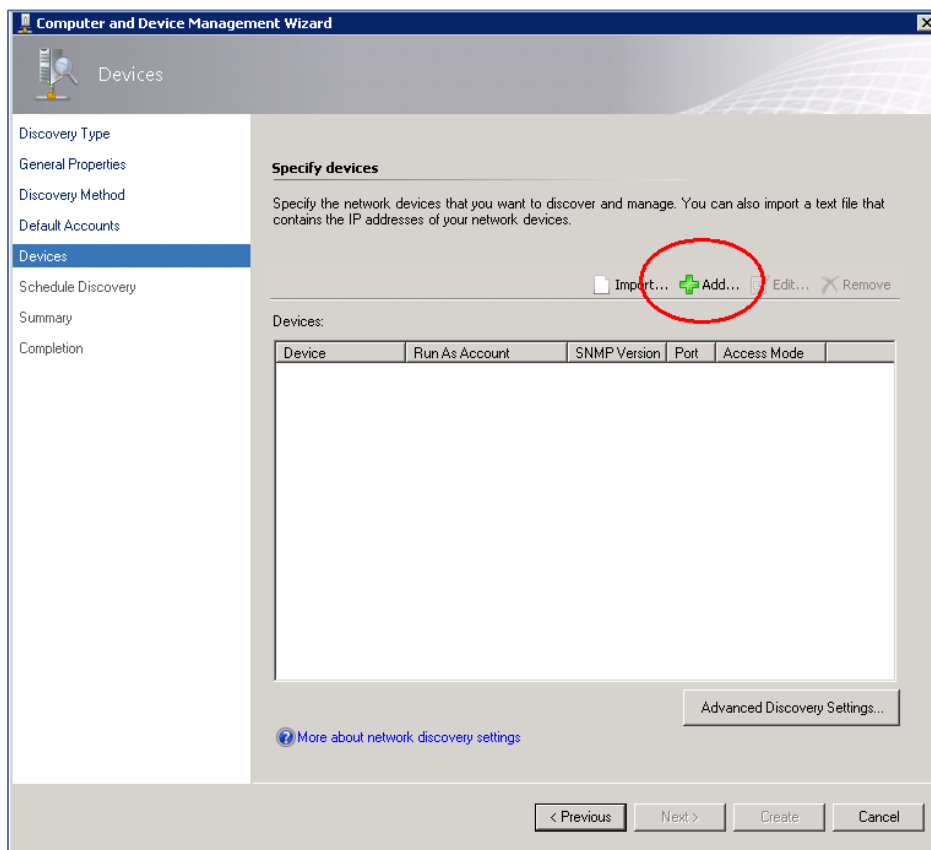 Computer and Device Management Wizard
Devices
Discovery Type
General Properties
Discovery Method
Default Accounts
Devices
Schedule Discovery
Summary
Completion
Specify devices
Specify the network devices that you want to discover and manage. You can also import a text file that
contains the IP addresses of your network devices.
Import... Add... Edit... Remove
Devices:
Device Run As Account SNMP Version Port Access Mode
Advanced Discovery Settings...
More about network discovery settings
< Previous Next > Create Cancel